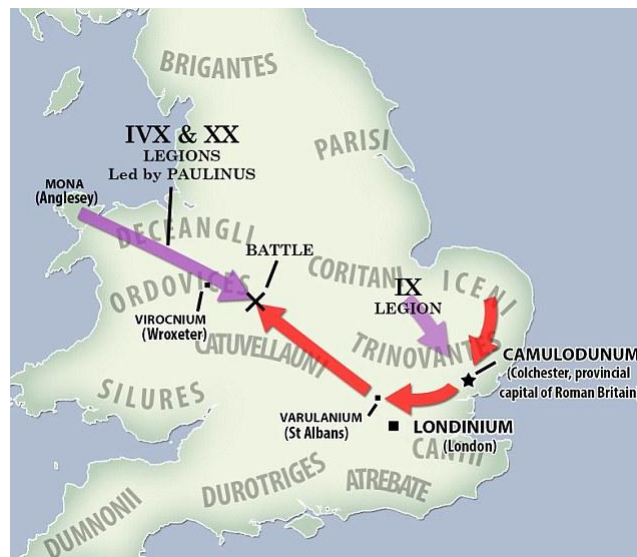 BRIGANTES
IVX & XX
LEGIONS
Led by PAULINUS
PARISI
MONA
(Anglesey)
DECEANGLI
BATTLE
CORITANI
ICENI
ORDOVICES
IX
LEGION
VIROCNIUM
(Wroxeter)
CATUVELLAUNI
TRINOVANTES
CAMULODUNUM
(Colchester, provincial
capital of Roman Britain)
SILURES
VARULANIUM
(St Albans)
LONDINIUM
(London)
CANTII
DUROTRIGES
ATREBATE
DUMNONII